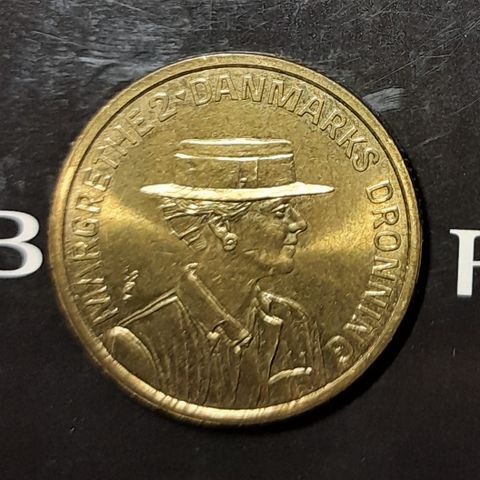 MARGRETHE 2 · DANMARKS DRONNING
B